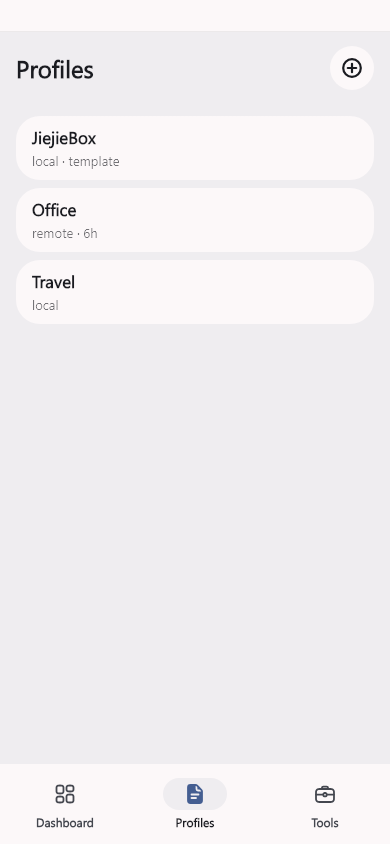 Profiles
JiejieBox
local · template
Office
remote · 6h
Travel
local
Dashboard
Profiles
Tools